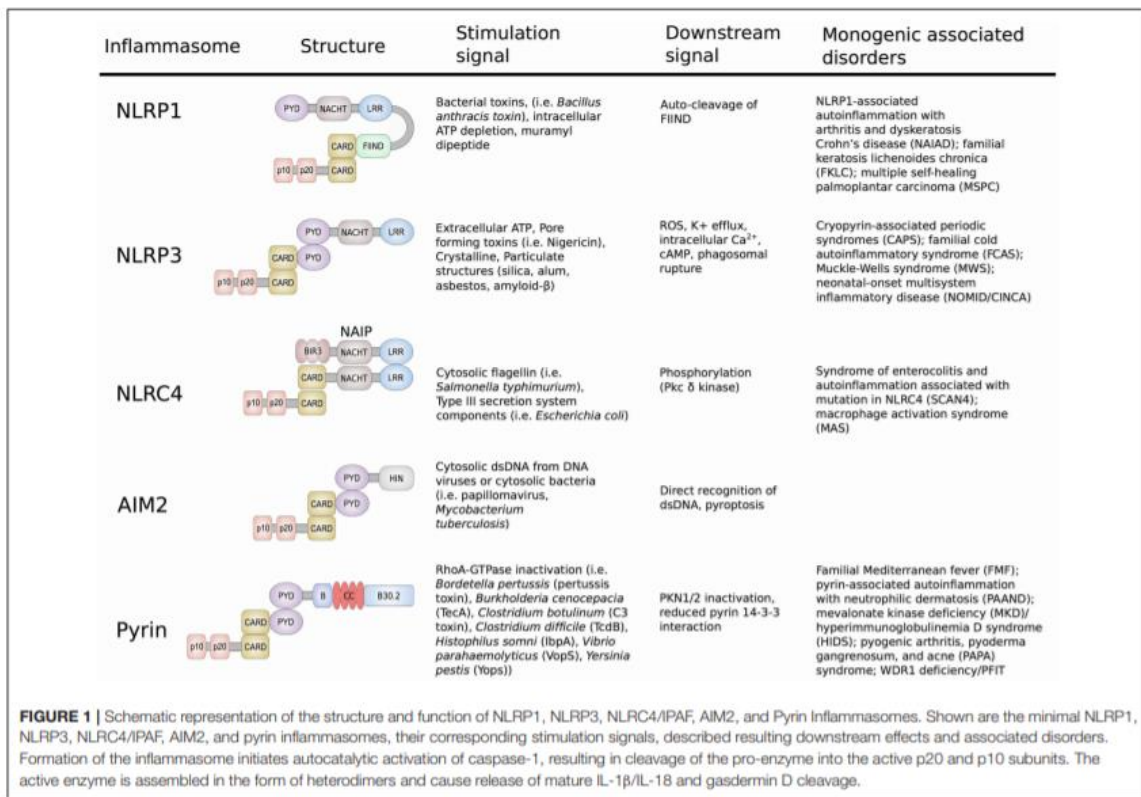 Inflammasome Structure Stimulation signal Downstream signal Monogenic associated disorders
NLRP1
PYD NACHT LRR
CARD FIIND
p10 p20 CARD
Bacterial toxins, (i.e. Bacillus
anthracis toxin), intracellular
ATP depletion, muramyl
dipeptide
Auto-cleavage of
FIIND
NLRP1-associated
autoinflammation with
arthritis and dyskeratosis
Crohn's disease (NAIAD); familial
keratosis lichenoides chronica
(FKLC); multiple self-healing
palmoplantar carcinoma (MSPC)
NLRP3
PYD NACHT LRR
CARD PYD
p10 p20 CARD
Extracellular ATP, Pore
forming toxins (i.e. Nigericin),
Crystalline, Particulate
structures (silica, alum,
asbestos, amyloid-β)
ROS, K+ efflux,
intracellular Ca²⁺,
cAMP, phagosomal
rupture
Cryopyrin-associated periodic
syndromes (CAPS); familial cold
autoinflammatory syndrome (FCAS);
Muckle-Wells syndrome (MWS);
neonatal-onset multisystem
inflammatory disease (NOMID/CINCA)
NLRC4
NAIP
BIR3 NACHT LRR
CARD NACHT LRR
p10 p20 CARD
Cytosolic flagellin (i.e.
Salmonella typhimurium),
Type III secretion system
components (i.e. Escherichia coli)
Phosphorylation
(Pkc δ kinase)
Syndrome of enterocolitis and
autoinflammation associated with
mutation in NLRC4 (SCAN4);
macrophage activation syndrome
(MAS)
AIM2
PYD HIN
CARD PYD
p10 p20 CARD
Cytosolic dsDNA from DNA
viruses or cytosolic bacteria
(i.e. papillomavirus,
Mycobacterium
tuberculosis)
Direct recognition of
dsDNA, pyroptosis
Pyrin
PYD B CC B30.2
CARD PYD
p10 p20 CARD
RhoA-GTPase inactivation (i.e.
Bordetella pertussis (pertussis
toxin), Burkholderia cenocepacia
(TecA), Clostridium botulinum (C3
toxin), Clostridium difficile (TcdB),
Histophilus somni (IbpA), Vibrio
parahaemolyticus (VopS), Yersinia
pestis (Yops))
PKN1/2 inactivation,
reduced pyrin 14-3-3
interaction
Familial Mediterranean fever (FMF);
pyrin-associated autoinflammation
with neutrophilic dermatosis (PAAND);
mevalonate kinase deficiency (MKD)/
hyperimmunoglobulinemia D syndrome
(HIDS); pyogenic arthritis, pyoderma
gangrenosum, and acne (PAPA)
syndrome; WDR1 deficiency/PFIT
FIGURE 1 | Schematic representation of the structure and function of NLRP1, NLRP3, NLRC4/IPAF, AIM2, and Pyrin Inflammasomes. Shown are the minimal NLRP1,
NLRP3, NLRC4/IPAF, AIM2, and pyrin inflammasomes, their corresponding stimulation signals, described resulting downstream effects and associated disorders.
Formation of the inflammasome initiates autocatalytic activation of caspase-1, resulting in cleavage of the pro-enzyme into the active p20 and p10 subunits. The
active enzyme is assembled in the form of heterodimers and cause release of mature IL-1β/IL-18 and gasdermin D cleavage.